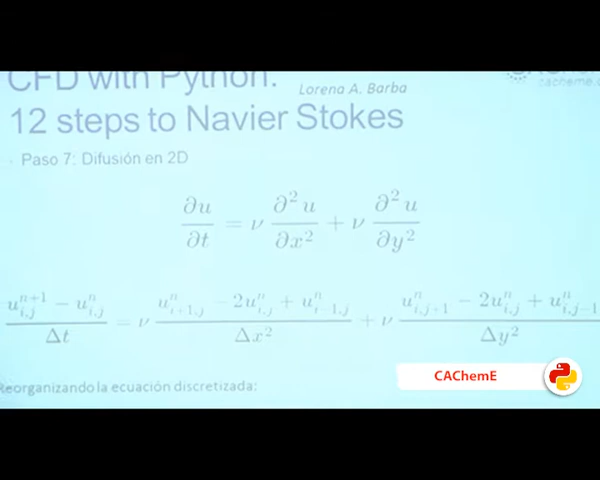 CFD with Python:
Lorena A. Barba
cacheme.
12 steps to Navier Stokes
Paso 7: Difusión en 2D
∂u/∂t = ν ∂²u/∂x² + ν ∂²u/∂y²
(u_{i,j}^{n+1} − u_{i,j}^{n})/Δt = ν (u_{i+1,j}^{n} − 2u_{i,j}^{n} + u_{i−1,j}^{n})/Δx² + ν (u_{i,j+1}^{n} − 2u_{i,j}^{n} + u_{i,j−1}^{n})/Δy²
CAChemE
Reorganizando la ecuación discretizada: